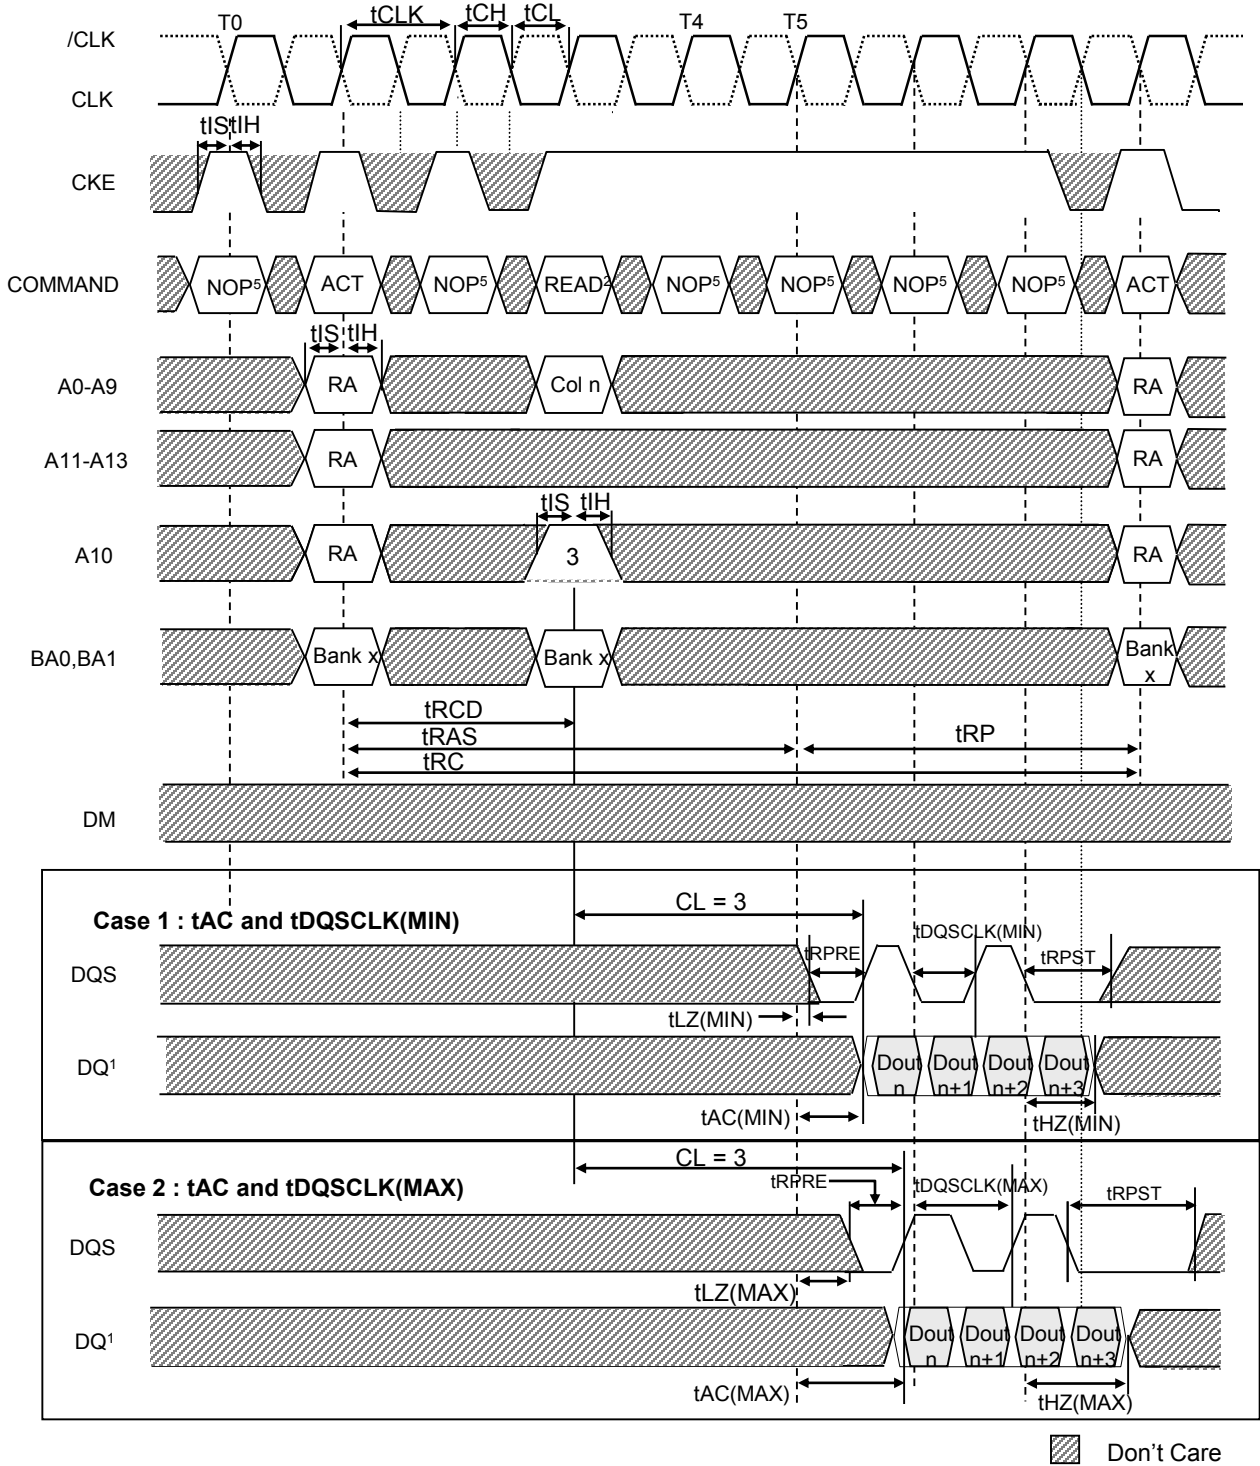 T0 tCLK tCH tCL T4 T5
/CLK
CLK
tIS tIH
CKE
COMMAND NOP5 ACT NOP5 READ2 NOP5 NOP5 NOP5 NOP5 ACT
tIS tIH
A0-A9 RA Col n RA
A11-A13 RA RA
tIS tIH
A10 RA 3 RA
BA0,BA1 Bank x Bank x Bank x
tRCD
tRAS tRP
tRC
DM
CL = 3
Case 1 : tAC and tDQSCLK(MIN)
tDQSCLK(MIN)
tRPRE tRPST
DQS
tLZ(MIN)
DQ1 Dout n Dout n+1 Dout n+2 Dout n+3
tAC(MIN) tHZ(MIN)
CL = 3
Case 2 : tAC and tDQSCLK(MAX)
tRPRE tDQSCLK(MAX) tRPST
DQS
tLZ(MAX)
DQ1 Dout n Dout n+1 Dout n+2 Dout n+3
tAC(MAX) tHZ(MAX)
Don't Care